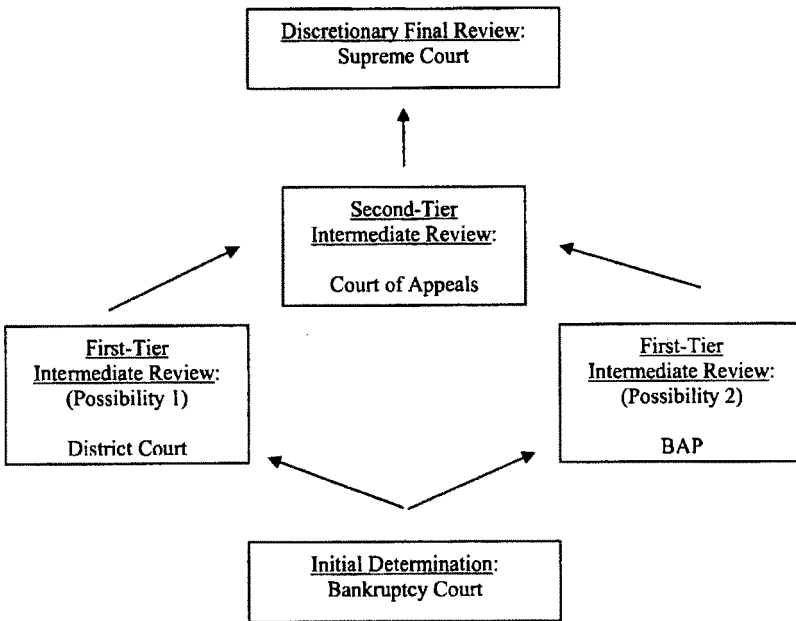 Discretionary Final Review:
Supreme Court
Second-Tier
Intermediate Review:
Court of Appeals
First-Tier
Intermediate Review:
(Possibility 1)
District Court
First-Tier
Intermediate Review:
(Possibility 2)
BAP
Initial Determination:
Bankruptcy Court